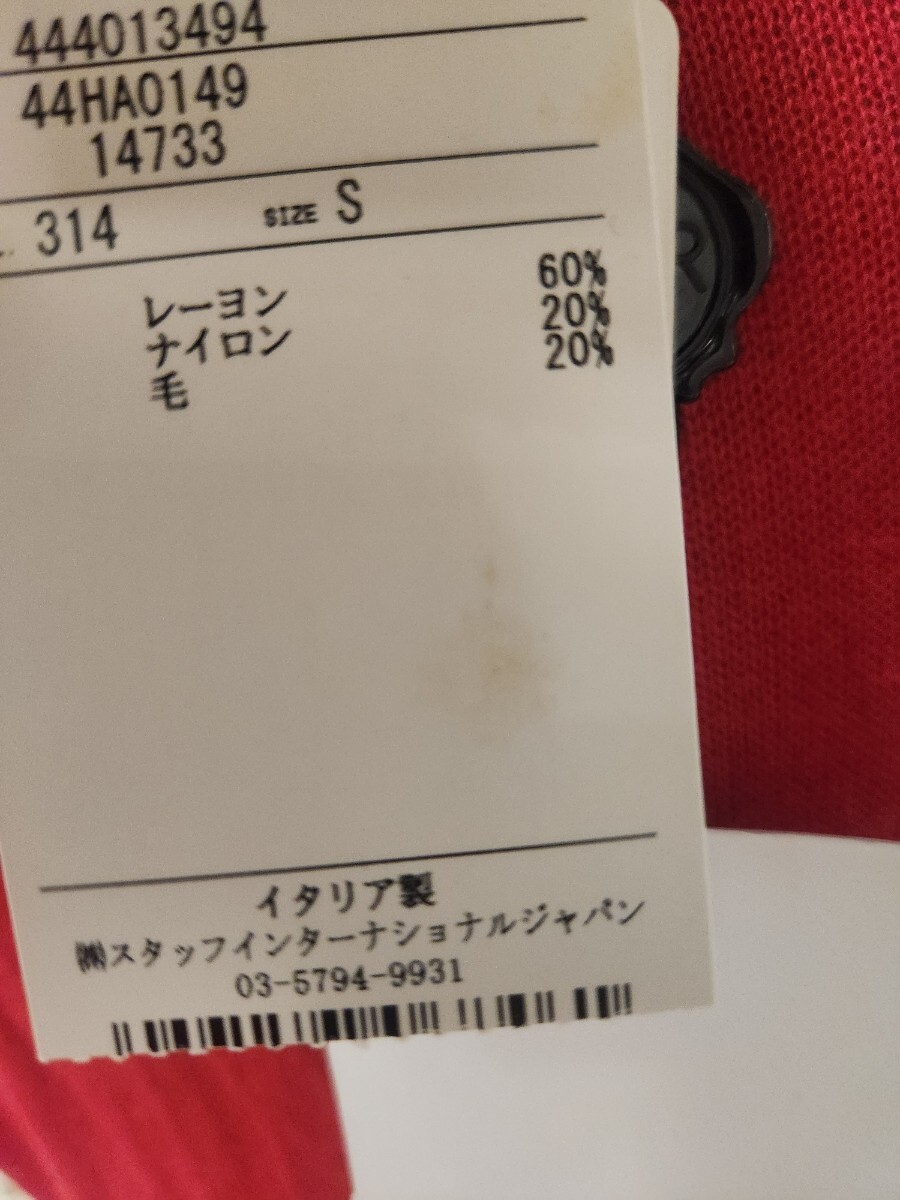 444013494
44HA0149
14733
314 SIZE S
レーヨン 60%
ナイロン 20%
毛 20%
イタリア製
㈱スタッフインターナショナルジャパン
03-5794-9931
R